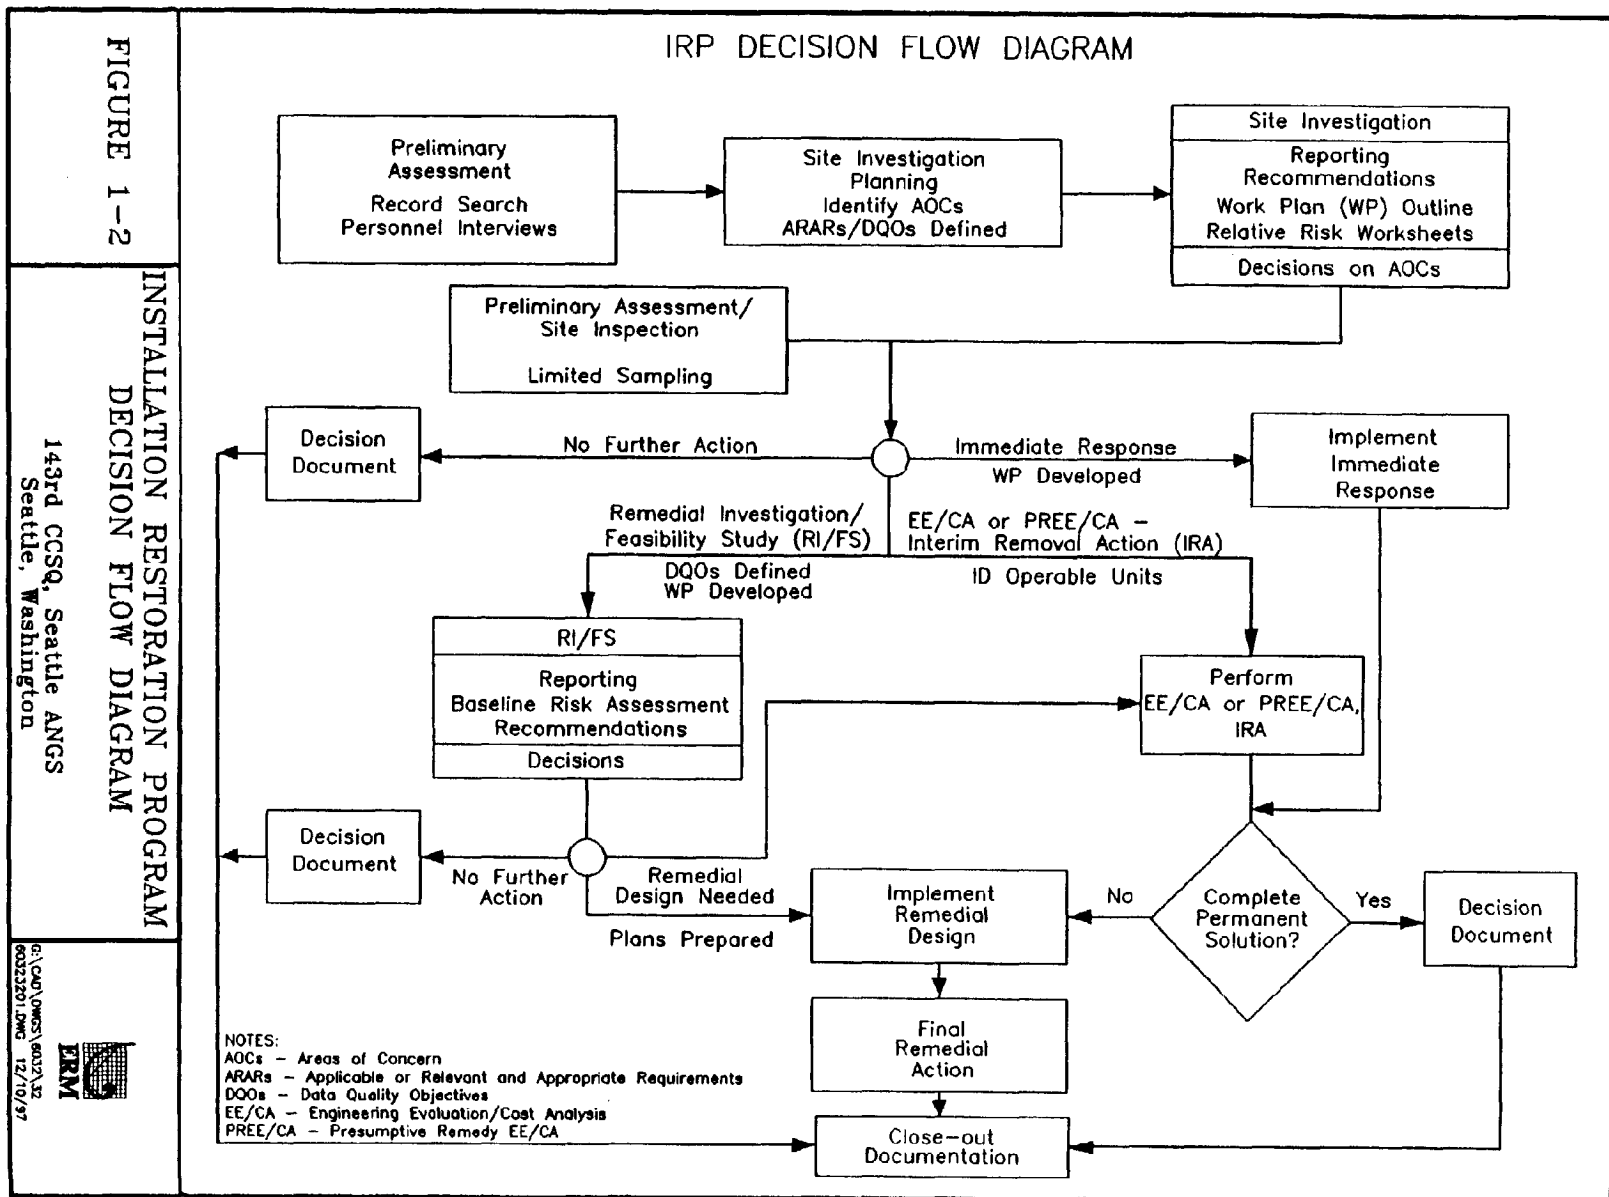 IRP DECISION FLOW DIAGRAM
Preliminary
Assessment
Record Search
Personnel Interviews
Site Investigation
Planning
Identify AOCs
ARARs/DQOs Defined
Site Investigation
Reporting
Recommendations
Work Plan (WP) Outline
Relative Risk Worksheets
Decisions on AOCs
Preliminary Assessment/
Site Inspection
Limited Sampling
Decision
Document
No Further Action
Immediate Response
WP Developed
Implement
Immediate
Response
Remedial Investigation/
Feasibility Study (RI/FS)
DQOs Defined
WP Developed
EE/CA or PREE/CA –
Interim Removal Action (IRA)
ID Operable Units
RI/FS
Reporting
Baseline Risk Assessment
Recommendations
Decisions
Perform
EE/CA or PREE/CA,
IRA
Decision
Document
No Further
Action
Remedial
Design Needed
Plans Prepared
Implement
Remedial
Design
No
Complete
Permanent
Solution?
Yes
Decision
Document
Final
Remedial
Action
Close-out
Documentation
NOTES:
AOCs – Areas of Concern
ARARs – Applicable or Relevant and Appropriate Requirements
DQOs – Data Quality Objectives
EE/CA – Engineering Evaluation/Cost Analysis
PREE/CA – Presumptive Remedy EE/CA
FIGURE 1-2
INSTALLATION RESTORATION PROGRAM
DECISION FLOW DIAGRAM
143rd CCSQ, Seattle ANGS
Seattle, Washington
ERM
G:\CAD\DWGS\6032\32
60323201.DWG 12/10/97